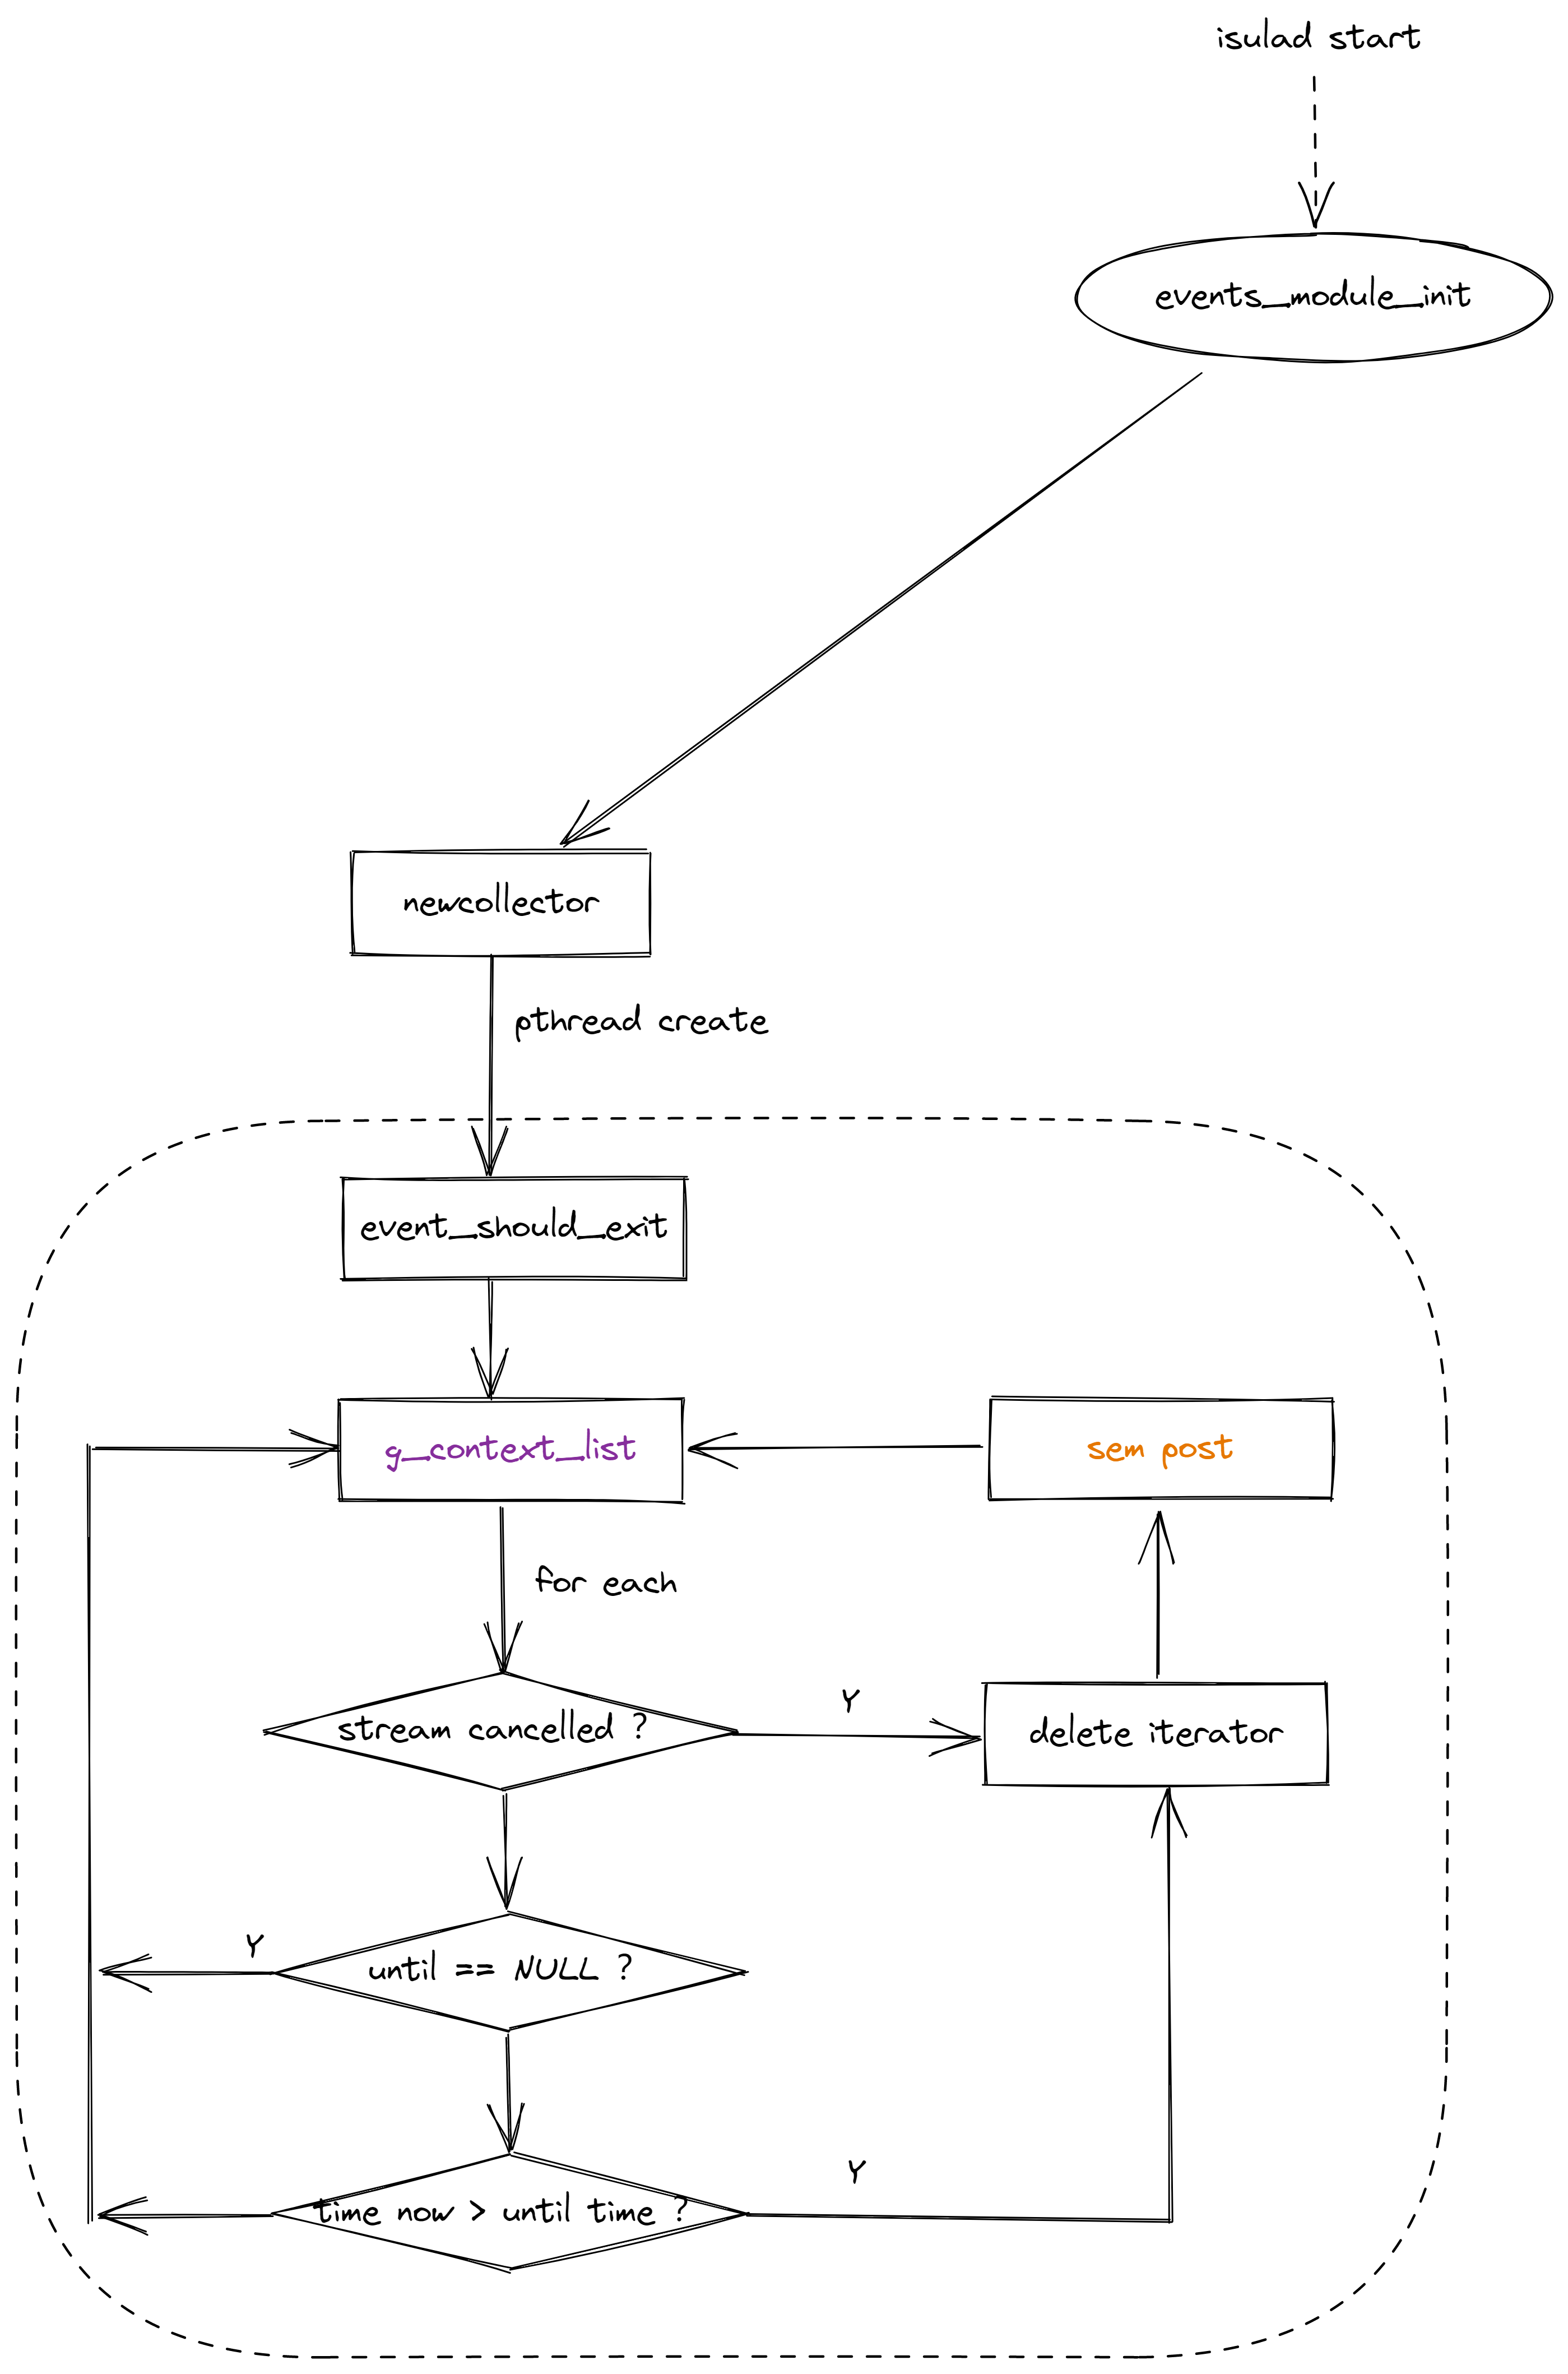 isulad start
events_module_init
newcollector
pthread create
event_should_exit
g_context_list
sem post
for each
stream cancelled ?
Y
delete iterator
Y
until == NULL ?
Y
time now > until time ?